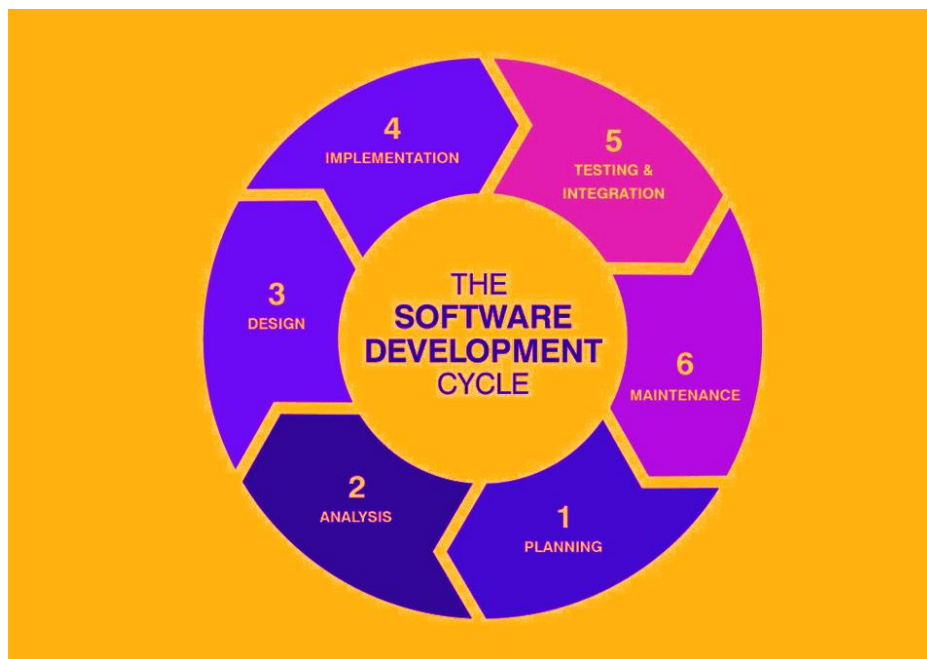 THE
SOFTWARE
DEVELOPMENT
CYCLE
1
PLANNING
2
ANALYSIS
3
DESIGN
4
IMPLEMENTATION
5
TESTING &
INTEGRATION
6
MAINTENANCE